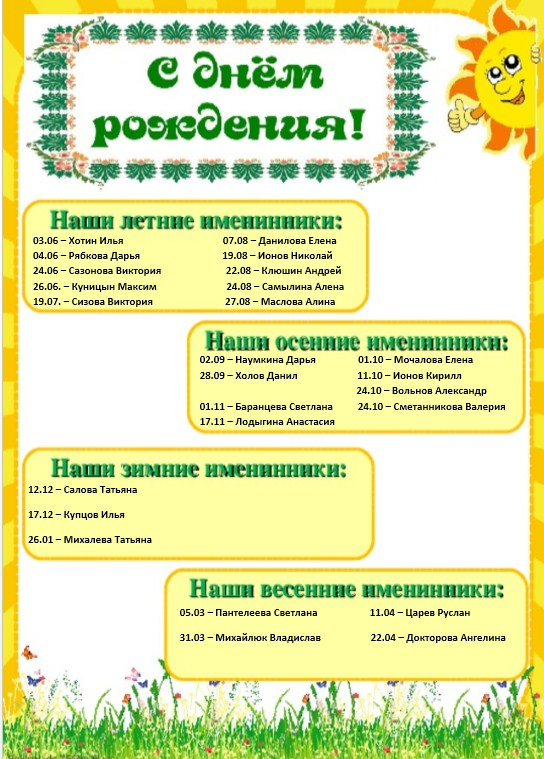 С днём
рождения!
Наши летние именинники:
03.06 – Хотин Илья 07.08 – Данилова Елена
04.06 – Рябкова Дарья 19.08 – Ионов Николай
24.06 – Сазонова Виктория 22.08 – Клюшин Андрей
26.06. – Куницын Максим 24.08 – Самылина Алена
19.07. – Сизова Виктория 27.08 – Маслова Алина
Наши осенние именинники:
02.09 – Наумкина Дарья 01.10 – Мочалова Елена
28.09 – Холов Данил 11.10 – Ионов Кирилл
24.10 – Вольнов Александр
01.11 – Баранцева Светлана 24.10 – Сметанникова Валерия
17.11 – Лодыгина Анастасия
Наши зимние именинники:
12.12 – Салова Татьяна
17.12 – Купцов Илья
26.01 – Михалева Татьяна
Наши весенние именинники:
05.03 – Пантелеева Светлана 11.04 – Царев Руслан
31.03 – Михайлюк Владислав 22.04 – Докторова Ангелина